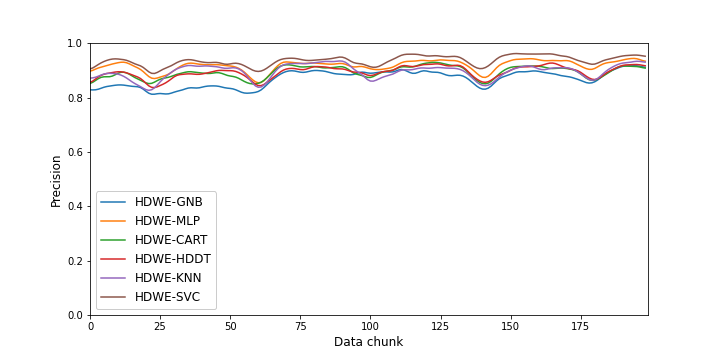 1.0
0.8
0.6
0.4
0.2
0.0
Precision
HDWE-GNB
HDWE-MLP
HDWE-CART
HDWE-HDDT
HDWE-KNN
HDWE-SVC
0 25 50 75 100 125 150 175
Data chunk